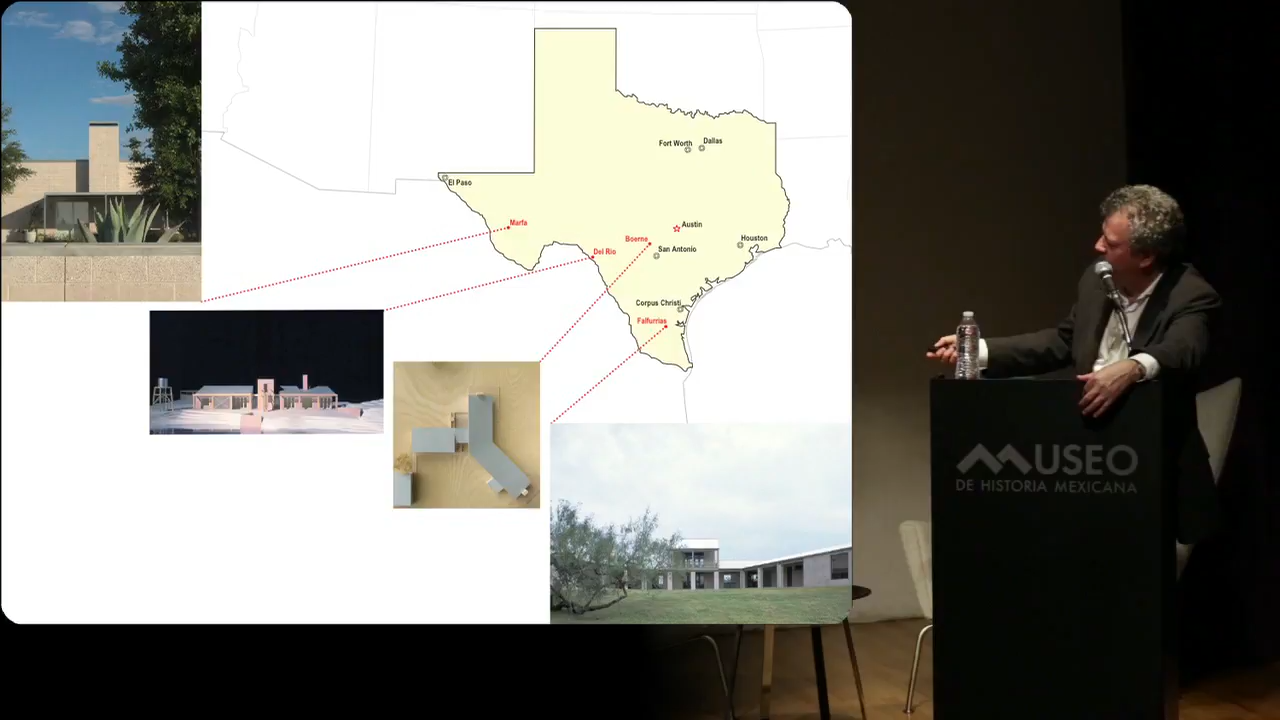 Fort Worth
Dallas
El Paso
Marfa
Austin
Boerne
Houston
San Antonio
Del Rio
Corpus Christi
Falfurrias
MUSEO
DE HISTORIA MEXICANA